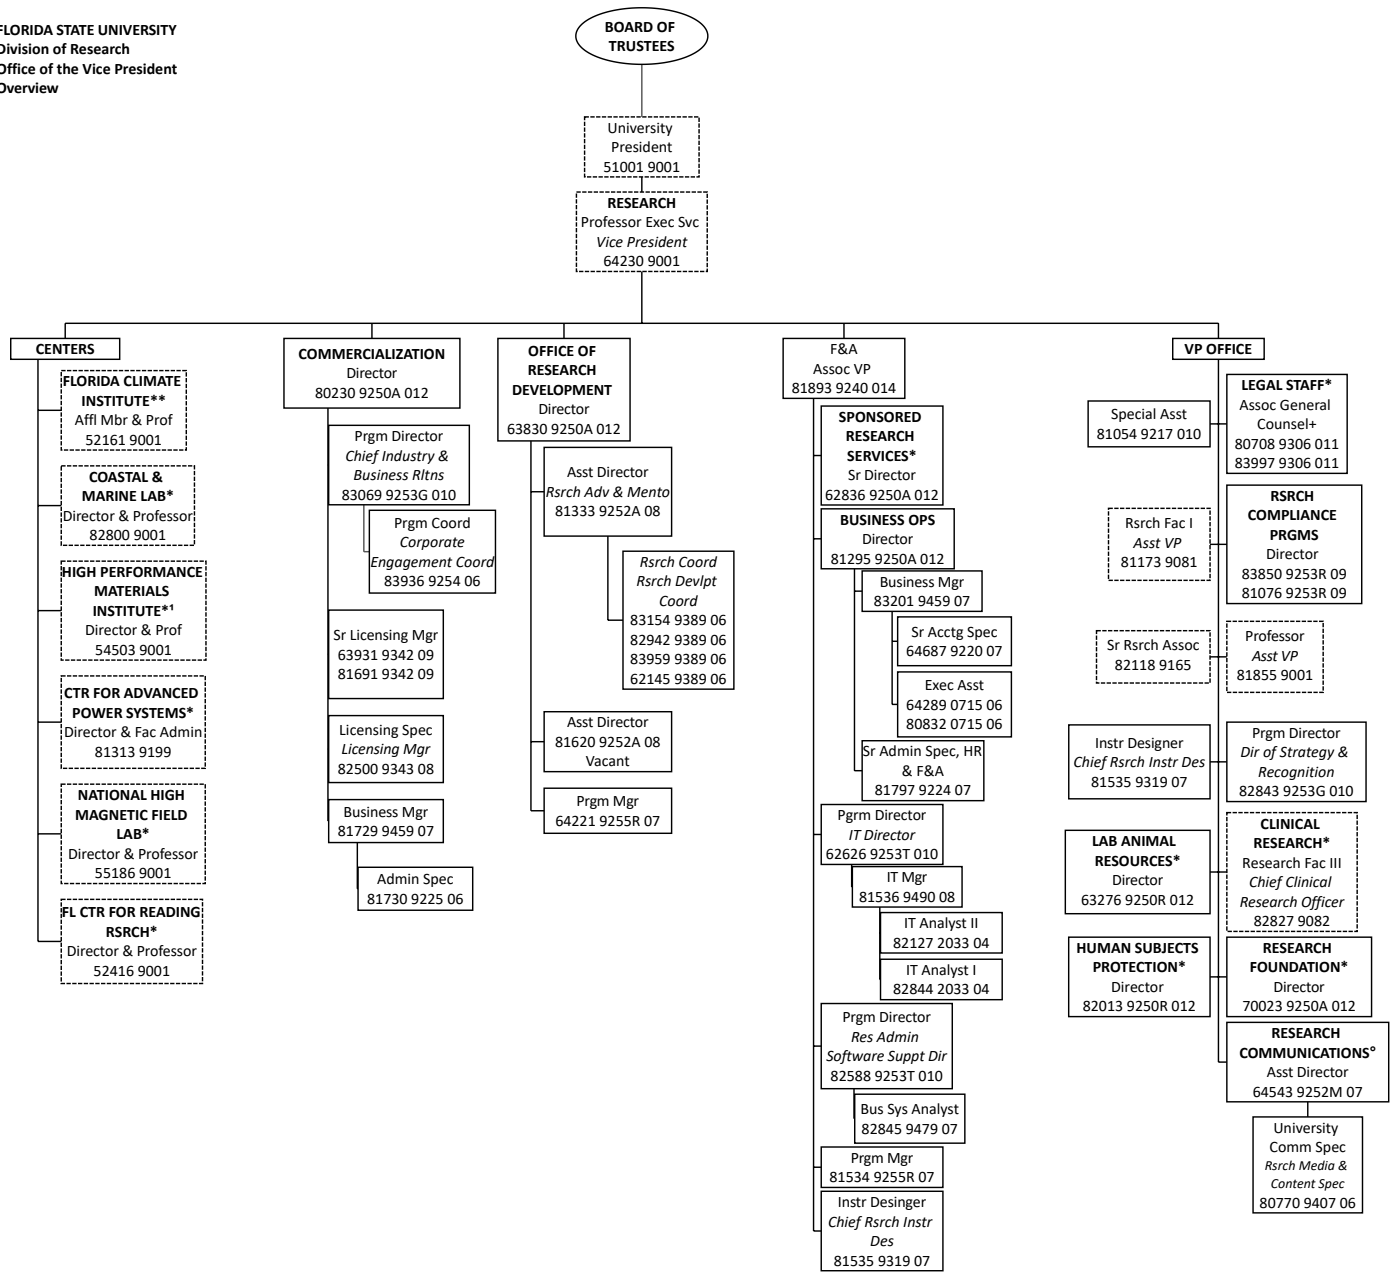 FLORIDA STATE UNIVERSITY
Division of Research
Office of the Vice President
Overview
BOARD OF
TRUSTEES
University
President
51001 9001
RESEARCH
Professor Exec Svc
Vice President
64230 9001
CENTERS
FLORIDA CLIMATE
INSTITUTE**
Affl Mbr & Prof
52161 9001
COASTAL &
MARINE LAB*
Director & Professor
82800 9001
HIGH PERFORMANCE
MATERIALS
INSTITUTE*¹
Director & Prof
54503 9001
CTR FOR ADVANCED
POWER SYSTEMS*
Director & Fac Admin
81313 9199
NATIONAL HIGH
MAGNETIC FIELD
LAB*
Director & Professor
55186 9001
FL CTR FOR READING
RSRCH*
Director & Professor
52416 9001
COMMERCIALIZATION
Director
80230 9250A 012
Prgm Director
Chief Industry &
Business Rltns
83069 9253G 010
Prgm Coord
Corporate
Engagement Coord
83936 9254 06
Sr Licensing Mgr
63931 9342 09
81691 9342 09
Licensing Spec
Licensing Mgr
82500 9343 08
Business Mgr
81729 9459 07
Admin Spec
81730 9225 06
OFFICE OF
RESEARCH
DEVELOPMENT
Director
63830 9250A 012
Asst Director
Rsrch Adv & Mento
81333 9252A 08
Rsrch Coord
Rsrch Devlpt
Coord
83154 9389 06
82942 9389 06
83959 9389 06
62145 9389 06
Asst Director
81620 9252A 08
Vacant
Prgm Mgr
64221 9255R 07
F&A
Assoc VP
81893 9240 014
SPONSORED
RESEARCH
SERVICES*
Sr Director
62836 9250A 012
BUSINESS OPS
Director
81295 9250A 012
Business Mgr
83201 9459 07
Sr Acctg Spec
64687 9220 07
Exec Asst
64289 0715 06
80832 0715 06
Sr Admin Spec, HR
& F&A
81797 9224 07
Pgrm Director
IT Director
62626 9253T 010
IT Mgr
81536 9490 08
IT Analyst II
82127 2033 04
IT Analyst I
82844 2033 04
Prgm Director
Res Admin
Software Suppt Dir
82588 9253T 010
Bus Sys Analyst
82845 9479 07
Prgm Mgr
81534 9255R 07
Instr Desinger
Chief Rsrch Instr
Des
81535 9319 07
VP OFFICE
Special Asst
81054 9217 010
LEGAL STAFF*
Assoc General
Counsel+
80708 9306 011
83997 9306 011
Rsrch Fac I
Asst VP
81173 9081
RSRCH
COMPLIANCE
PRGMS
Director
83850 9253R 09
81076 9253R 09
Sr Rsrch Assoc
82118 9165
Professor
Asst VP
81855 9001
Instr Designer
Chief Rsrch Instr Des
81535 9319 07
Prgm Director
Dir of Strategy &
Recognition
82843 9253G 010
LAB ANIMAL
RESOURCES*
Director
63276 9250R 012
CLINICAL
RESEARCH*
Research Fac III
Chief Clinical
Research Officer
82827 9082
HUMAN SUBJECTS
PROTECTION*
Director
82013 9250R 012
RESEARCH
FOUNDATION*
Director
70023 9250A 012
RESEARCH
COMMUNICATIONS°
Asst Director
64543 9252M 07
University
Comm Spec
Rsrch Media &
Content Spec
80770 9407 06